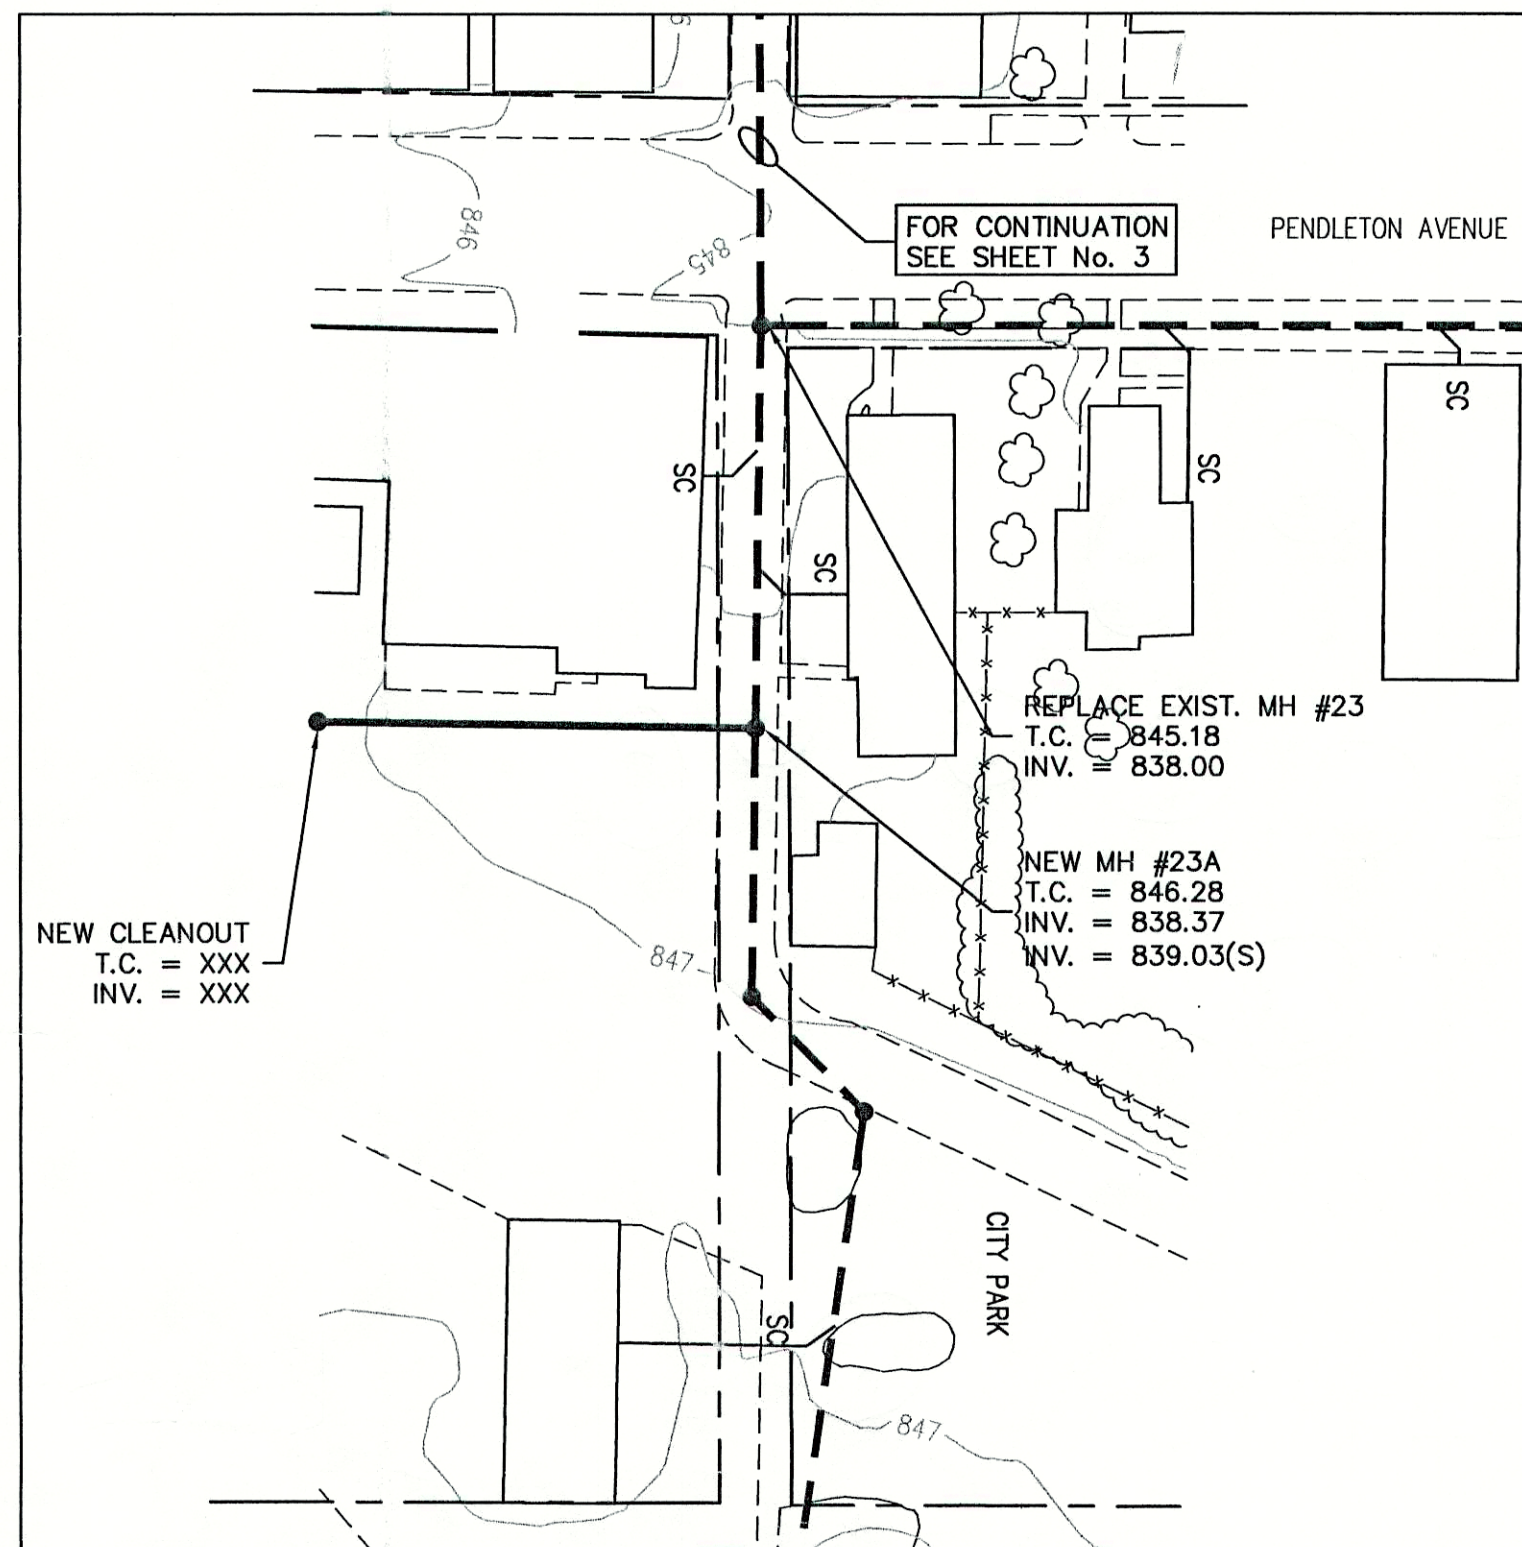 846
845
FOR CONTINUATION
SEE SHEET No. 3
PENDLETON AVENUE
SC
SC
SC
SC
REPLACE EXIST. MH #23
T.C. = 845.18
INV. = 838.00
NEW MH #23A
T.C. = 846.28
INV. = 838.37
INV. = 839.03(S)
NEW CLEANOUT
T.C. = XXX
INV. = XXX
847
CITY PARK
SC
847